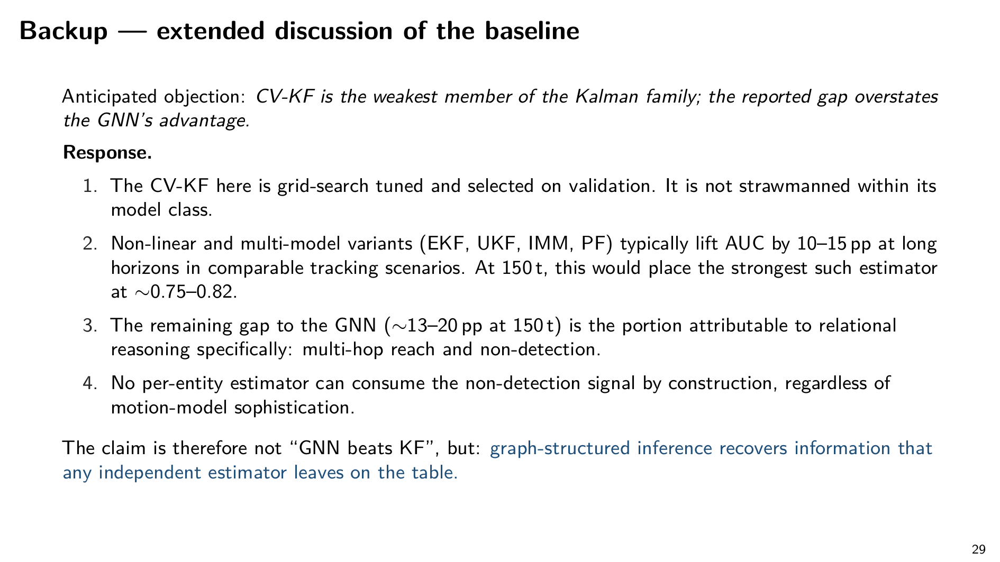 Backup — extended discussion of the baseline
Anticipated objection: CV-KF is the weakest member of the Kalman family; the reported gap overstates
the GNN’s advantage.
Response.
1. The CV-KF here is grid-search tuned and selected on validation. It is not strawmanned within its
model class.
2. Non-linear and multi-model variants (EKF, UKF, IMM, PF) typically lift AUC by 10–15 pp at long
horizons in comparable tracking scenarios. At 150 t, this would place the strongest such estimator
at ∼0.75–0.82.
3. The remaining gap to the GNN (∼13–20 pp at 150 t) is the portion attributable to relational
reasoning specifically: multi-hop reach and non-detection.
4. No per-entity estimator can consume the non-detection signal by construction, regardless of
motion-model sophistication.
The claim is therefore not “GNN beats KF”, but: graph-structured inference recovers information that
any independent estimator leaves on the table.
29